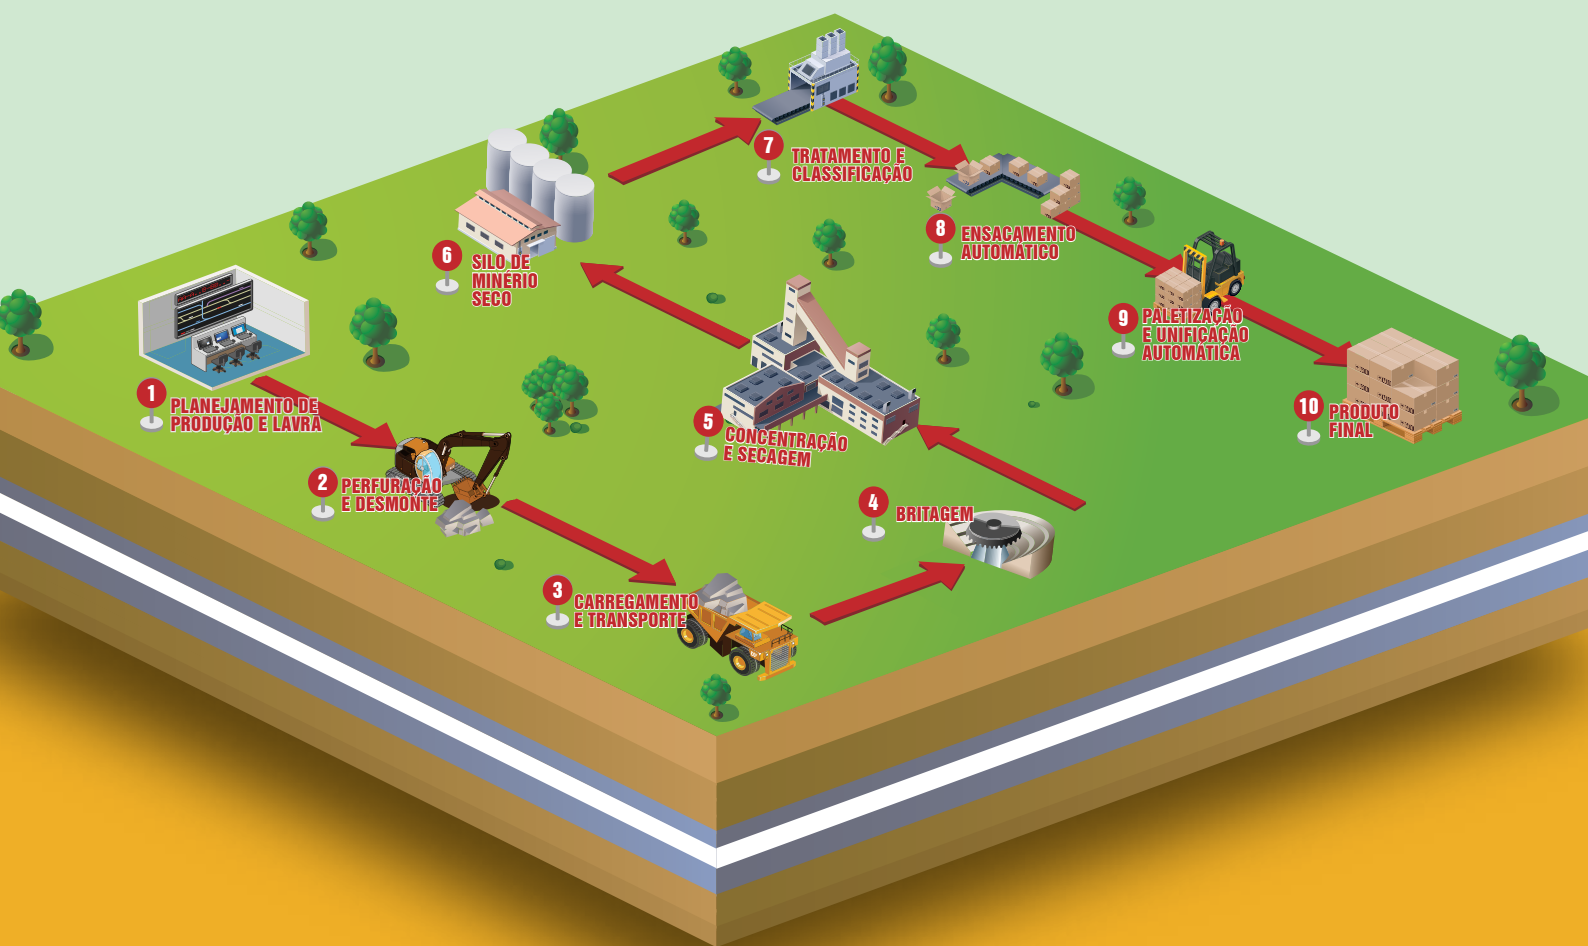 1
PLANEJAMENTO DE
PRODUÇÃO E LAVRA
2
PERFURAÇÃO
E DESMONTE
3
CARREGAMENTO
E TRANSPORTE
4
BRITAGEM
5
CONCENTRAÇÃO
E SECAGEM
6
SILO DE
MINÉRIO
SECO
7
TRATAMENTO E
CLASSIFICAÇÃO
8
ENSACAMENTO
AUTOMÁTICO
9
PALETIZAÇÃO
E UNIFICAÇÃO
AUTOMÁTICA
10
PRODUTO
FINAL